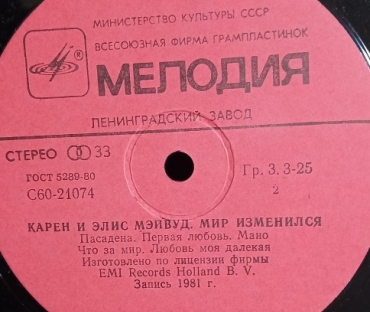 МИНИСТЕРСТВО КУЛЬТУРЫ СССР
ВСЕСОЮЗНАЯ ФИРМА ГРАМПЛАСТИНОК
МЕЛОДИЯ
ЛЕНИНГРАДСКИЙ ЗАВОД
СТЕРЕО 33
ГОСТ 5289-80
С60-21074
Гр. 3. 3-25
2
КАРЕН И ЭЛИС МЭЙВУД. МИР ИЗМЕНИЛСЯ
Пасадена. Первая любовь. Мано
Что за мир. Любовь моя далекая
Изготовлено по лицензии фирмы
EMI Records Holland B. V.
Запись 1981 г.